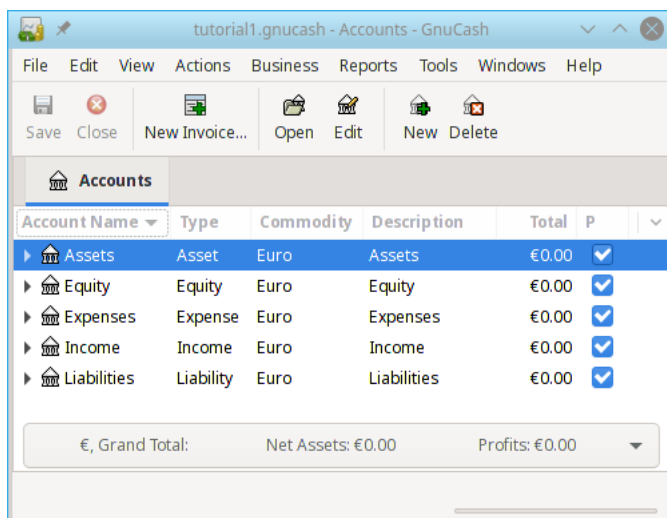 tutorial1.gnucash - Accounts - GnuCash
File Edit View Actions Business Reports Tools Windows Help
Save Close New Invoice... Open Edit New Delete
Accounts
Account Name Type Commodity Description Total P
Assets Asset Euro Assets €0.00
Equity Equity Euro Equity €0.00
Expenses Expense Euro Expenses €0.00
Income Income Euro Income €0.00
Liabilities Liability Euro Liabilities €0.00
€, Grand Total: Net Assets: €0.00 Profits: €0.00